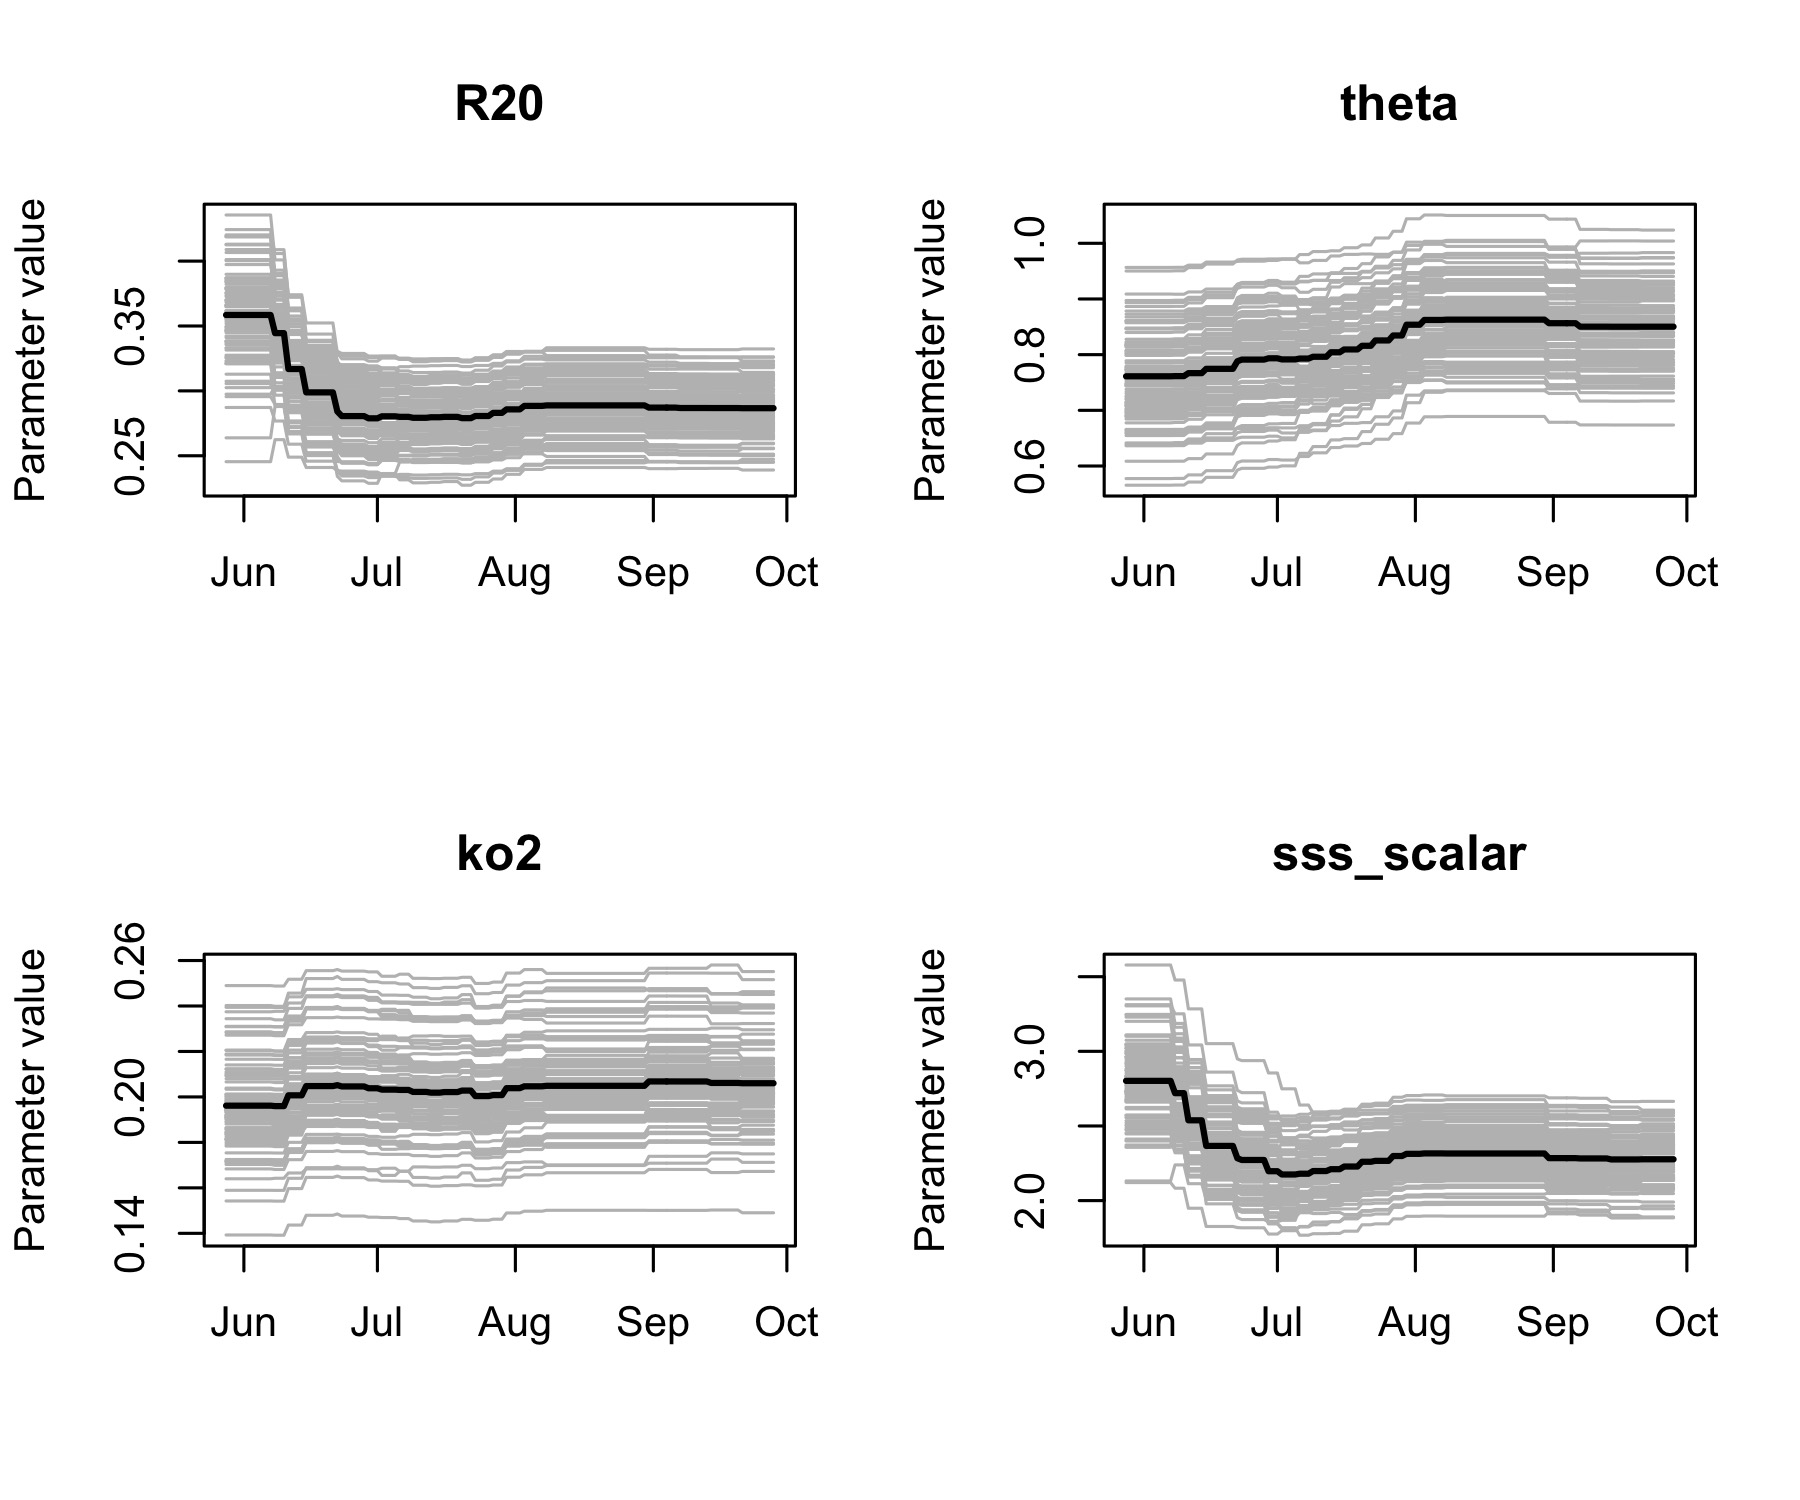 R20
Parameter value
0.35
0.25
Jun Jul Aug Sep Oct
theta
Parameter value
1.0
0.8
0.6
Jun Jul Aug Sep Oct
ko2
Parameter value
0.26
0.20
0.14
Jun Jul Aug Sep Oct
sss_scalar
Parameter value
3.0
2.0
Jun Jul Aug Sep Oct